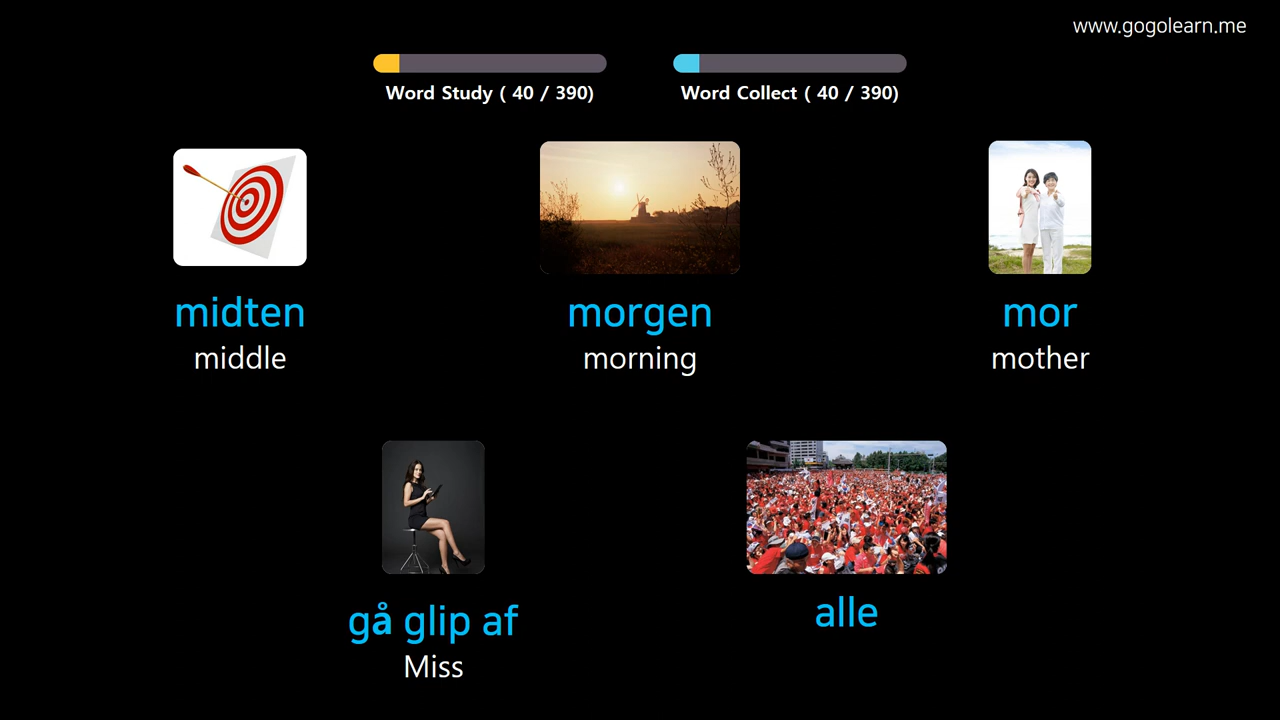 www.gogolearn.me
Word Study ( 40 / 390)
Word Collect ( 40 / 390)
midten
middle
morgen
morning
mor
mother
gå glip af
Miss
alle